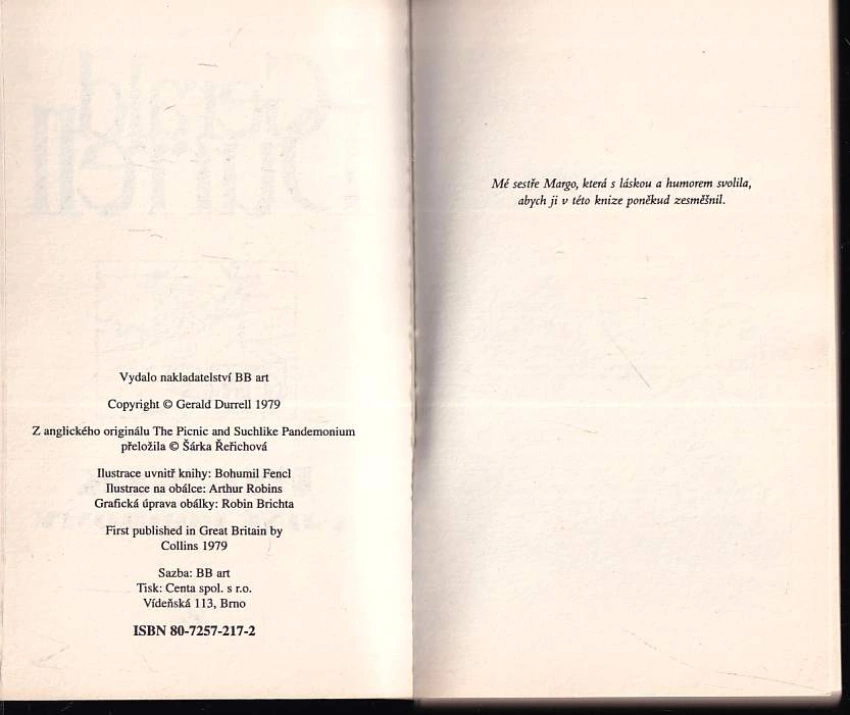 Gerald
Durrell
Vydalo nakladatelství BB art
Copyright © Gerald Durrell 1979
Z anglického originálu The Picnic and Suchlike Pandemonium
přeložila © Šárka Řeřichová
Ilustrace uvnitř knihy: Bohumil Fencl
Ilustrace na obálce: Arthur Robins
Grafická úprava obálky: Robin Brichta
First published in Great Britain by
Collins 1979
Sazba: BB art
Tisk: Centa spol. s r.o.
Vídeňská 113, Brno
ISBN 80-7257-217-2
Mé sestře Margo, která s láskou a humorem svolila,
abych ji v této knize poněkud zesměšnil.